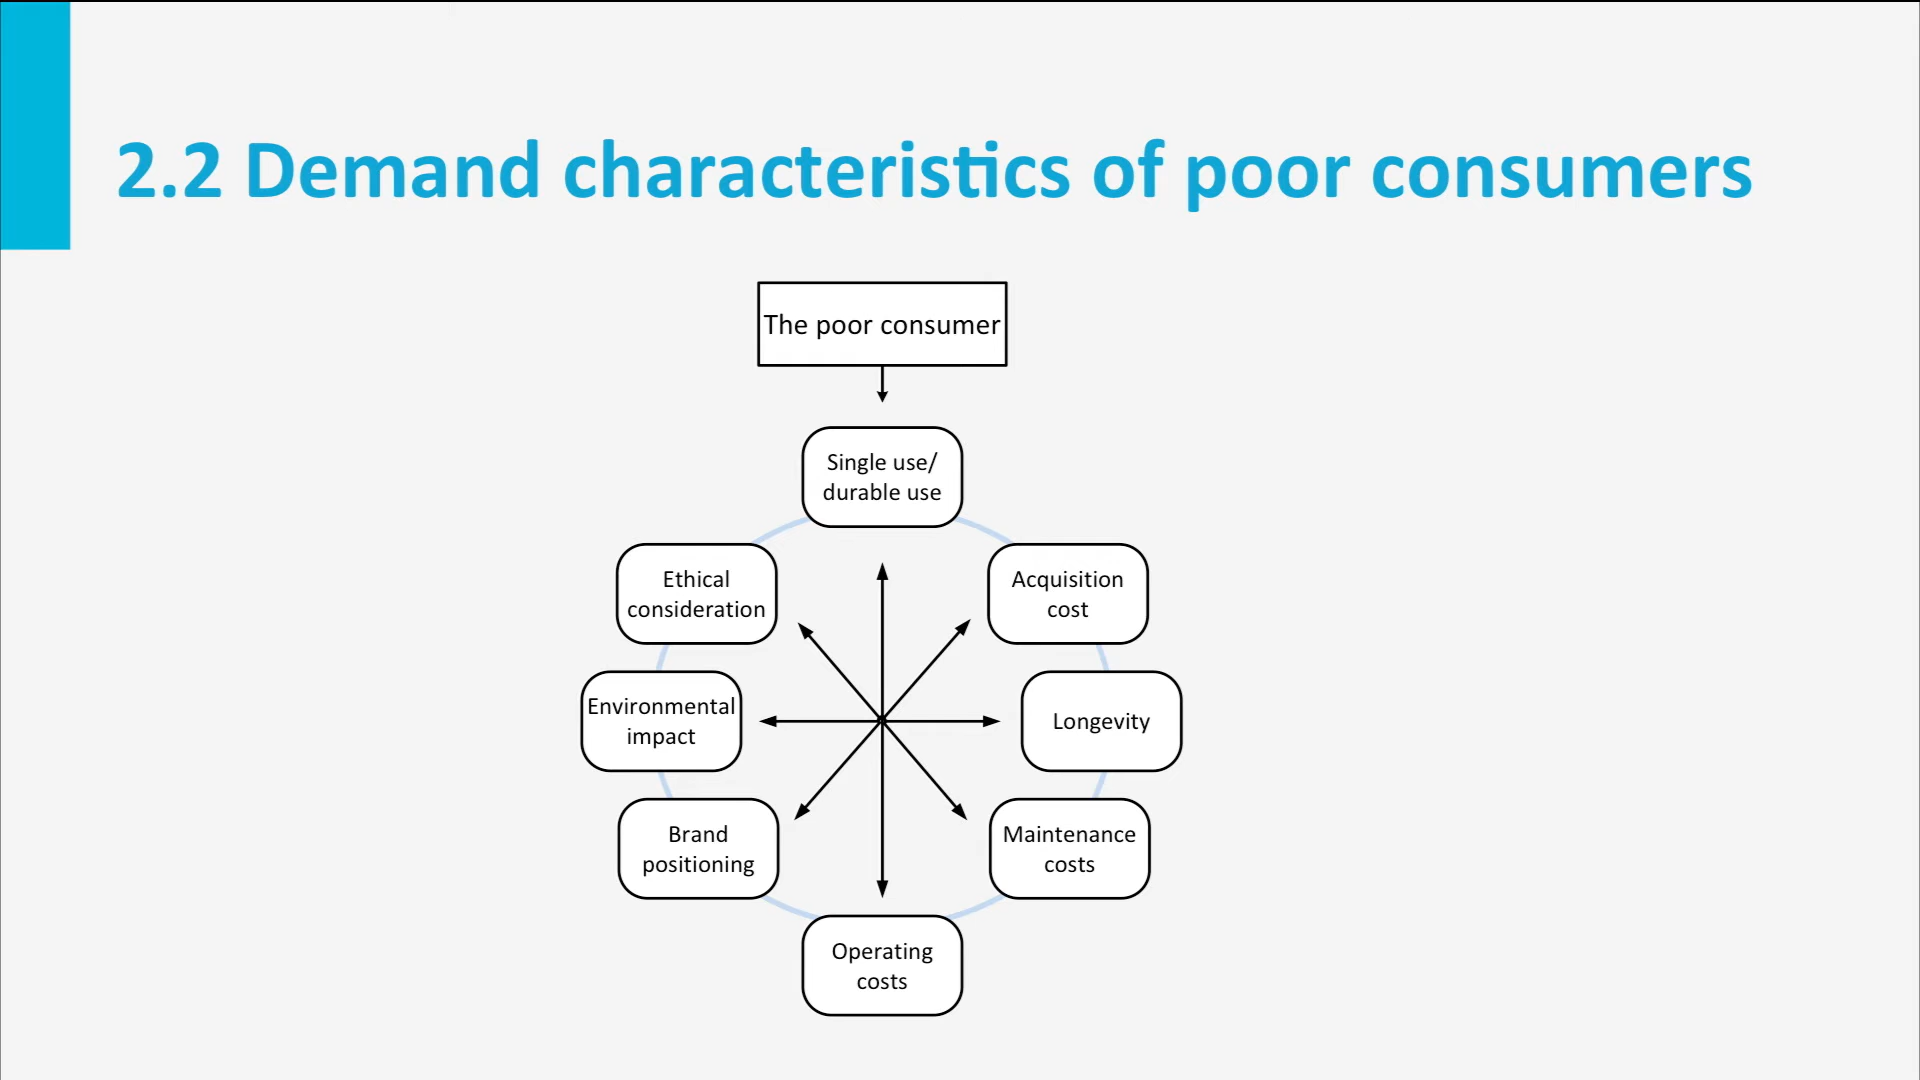 2.2 Demand characteristics of poor consumers
The poor consumer
Single use/
durable use
Ethical
consideration
Acquisition
cost
Environmental
impact
Longevity
Brand
positioning
Maintenance
costs
Operating
costs